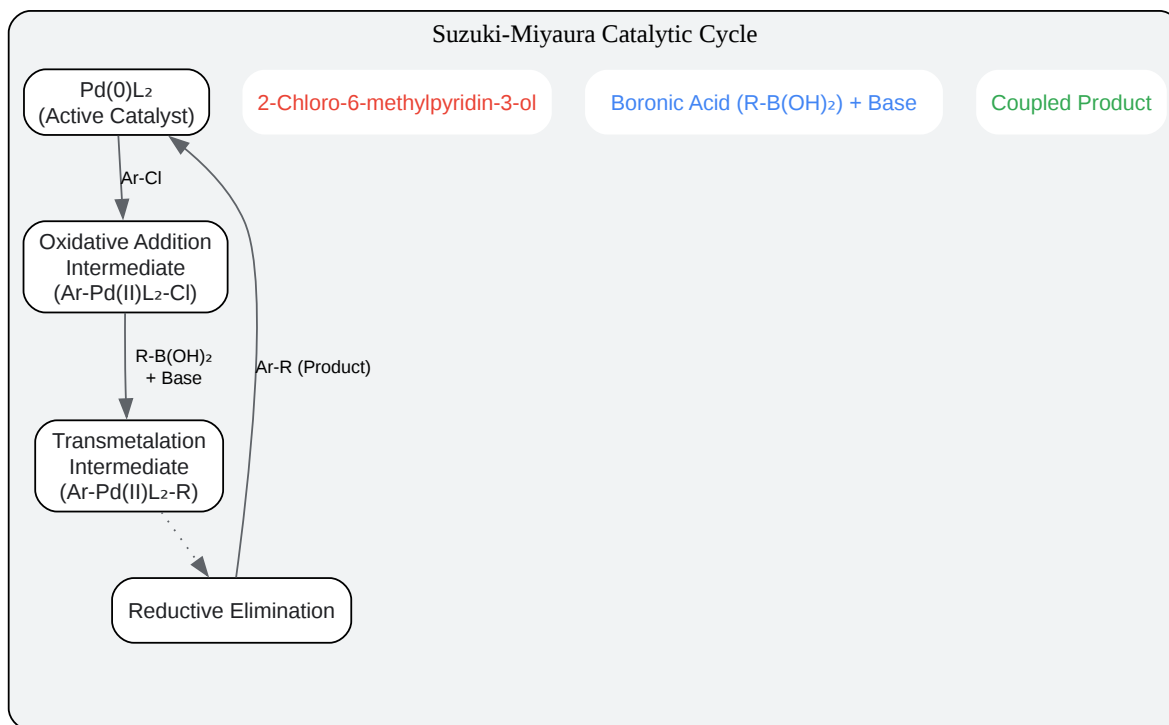 Suzuki-Miyaura Catalytic Cycle
Pd(0)L₂
(Active Catalyst)
2-Chloro-6-methylpyridin-3-ol
Boronic Acid (R-B(OH)₂) + Base
Coupled Product
Ar-Cl
Oxidative Addition
Intermediate
(Ar-Pd(II)L₂-Cl)
R-B(OH)₂
+ Base
Ar-R (Product)
Transmetalation
Intermediate
(Ar-Pd(II)L₂-R)
Reductive Elimination